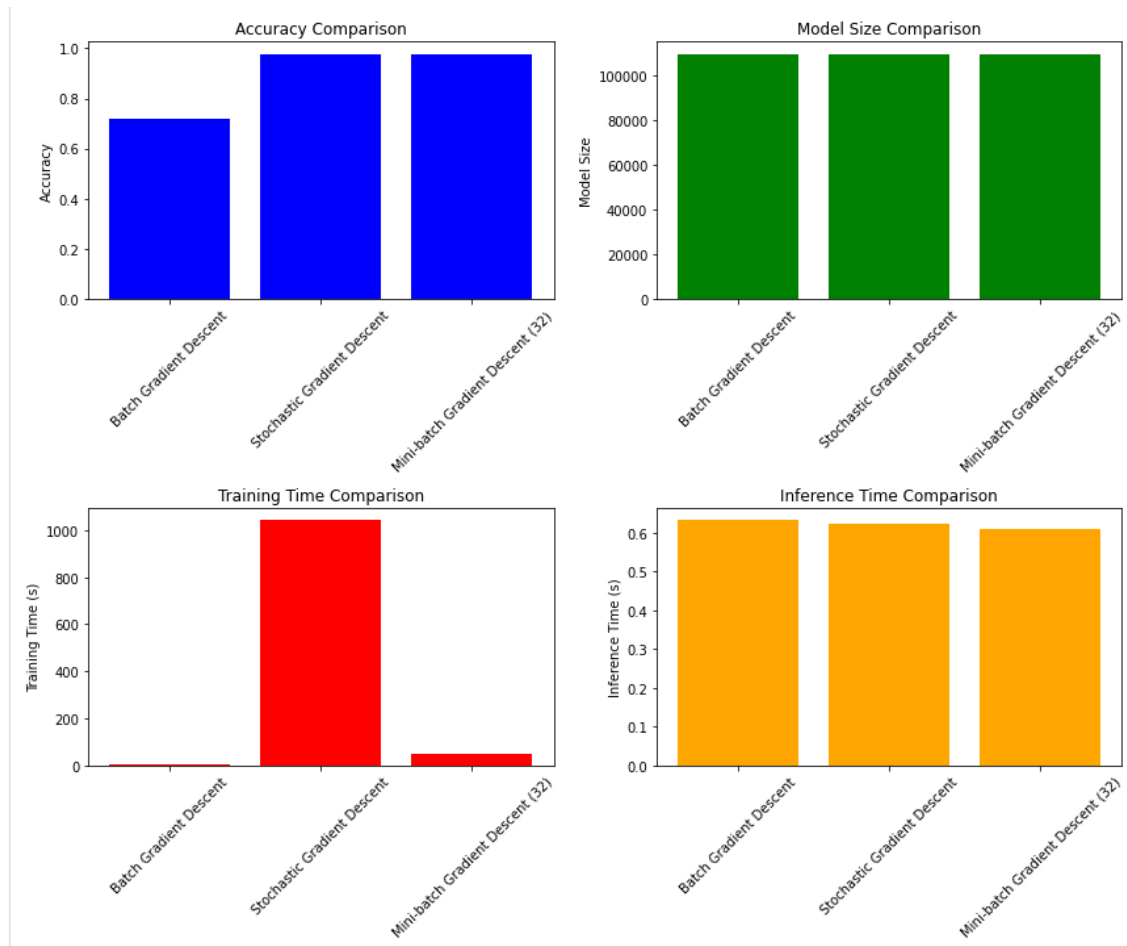 Accuracy Comparison
Accuracy
1.0
0.8
0.6
0.4
0.2
0.0
Batch Gradient Descent
Stochastic Gradient Descent
Mini-batch Gradient Descent (32)
Model Size Comparison
Model Size
100000
80000
60000
40000
20000
0
Batch Gradient Descent
Stochastic Gradient Descent
Mini-batch Gradient Descent (32)
Training Time Comparison
Training Time (s)
1000
800
600
400
200
0
Batch Gradient Descent
Stochastic Gradient Descent
Mini-batch Gradient Descent (32)
Inference Time Comparison
Inference Time (s)
0.6
0.5
0.4
0.3
0.2
0.1
0.0
Batch Gradient Descent
Stochastic Gradient Descent
Mini-batch Gradient Descent (32)